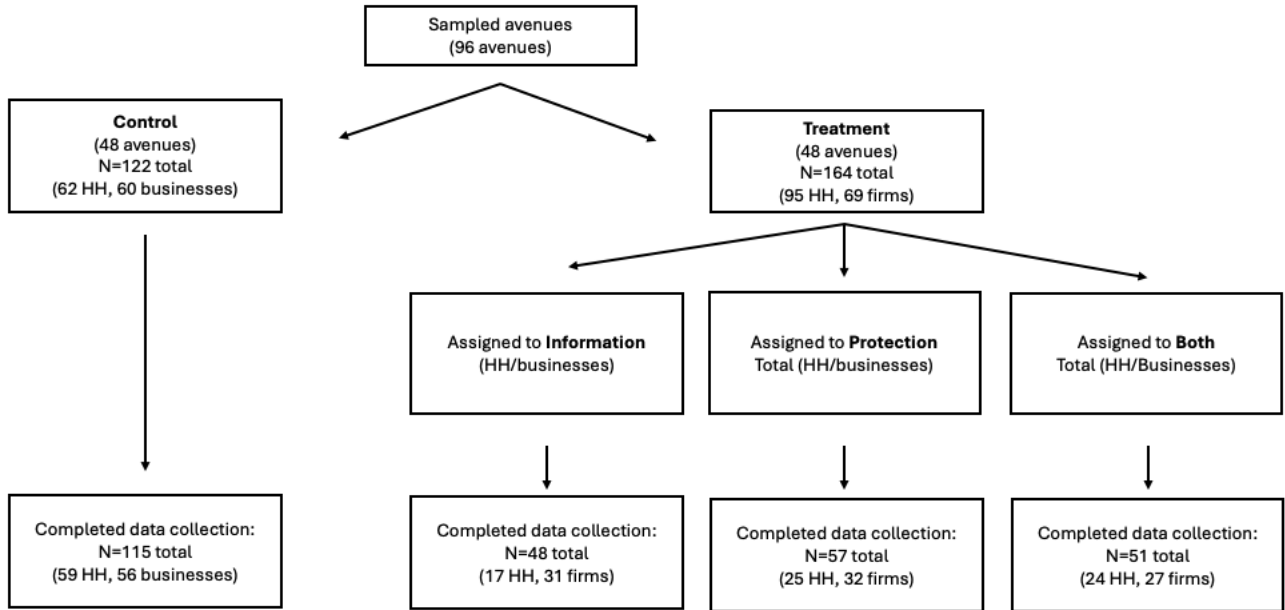 Sampled avenues
(96 avenues)
Control
(48 avenues)
N=122 total
(62 HH, 60 businesses)
Treatment
(48 avenues)
N=164 total
(95 HH, 69 firms)
Assigned to Information
(HH/businesses)
Assigned to Protection
Total (HH/businesses)
Assigned to Both
Total (HH/Businesses)
Completed data collection:
N=115 total
(59 HH, 56 businesses)
Completed data collection:
N=48 total
(17 HH, 31 firms)
Completed data collection:
N=57 total
(25 HH, 32 firms)
Completed data collection:
N=51 total
(24 HH, 27 firms)